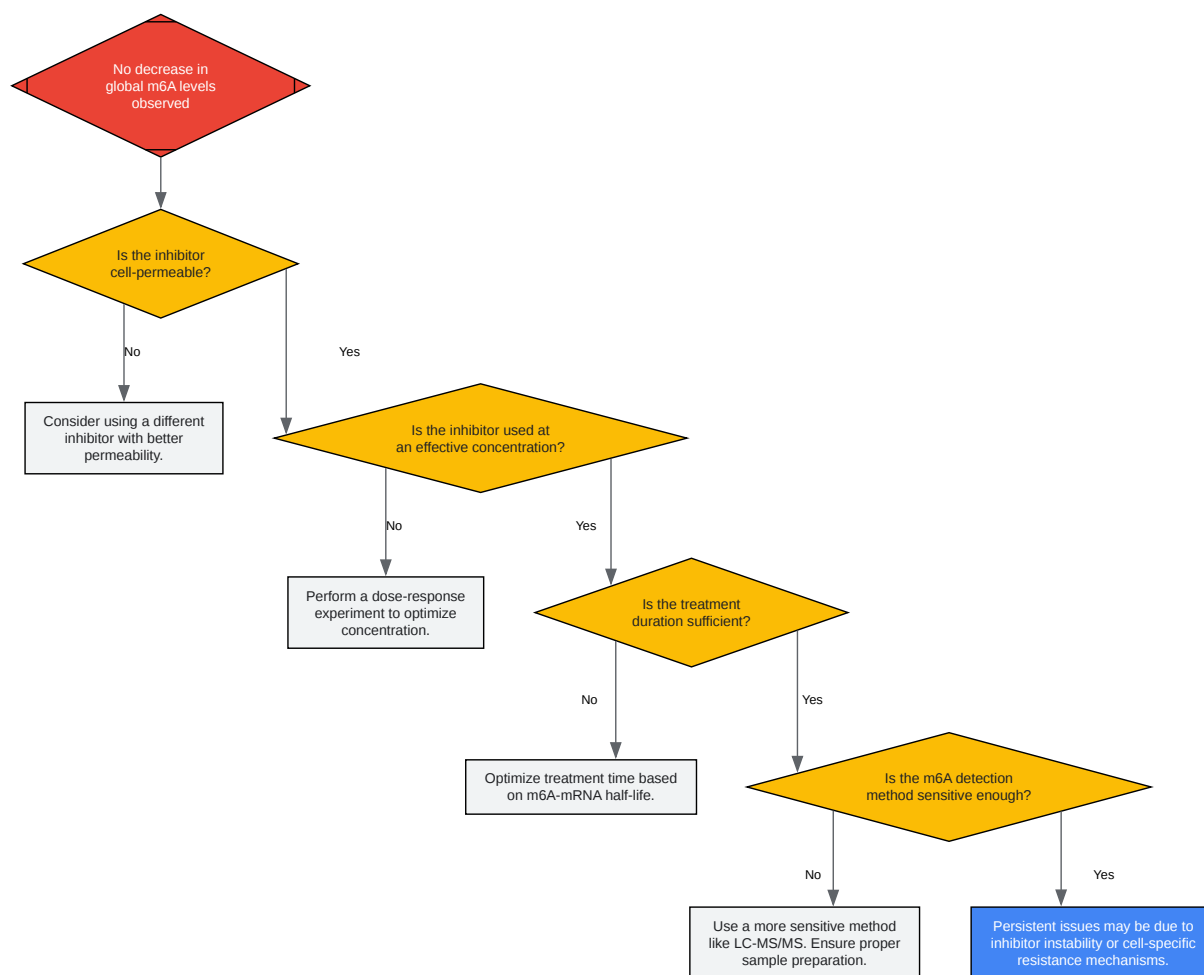 No decrease in
global m6A levels
observed
Is the inhibitor
cell-permeable?
No
Yes
Consider using a different
inhibitor with better
permeability.
Is the inhibitor used at
an effective concentration?
No
Yes
Perform a dose-response
experiment to optimize
concentration.
Is the treatment
duration sufficient?
No
Yes
Optimize treatment time based
on m6A-mRNA half-life.
Is the m6A detection
method sensitive enough?
No
Yes
Use a more sensitive method
like LC-MS/MS. Ensure proper
sample preparation.
Persistent issues may be due to
inhibitor instability or cell-specific
resistance mechanisms.